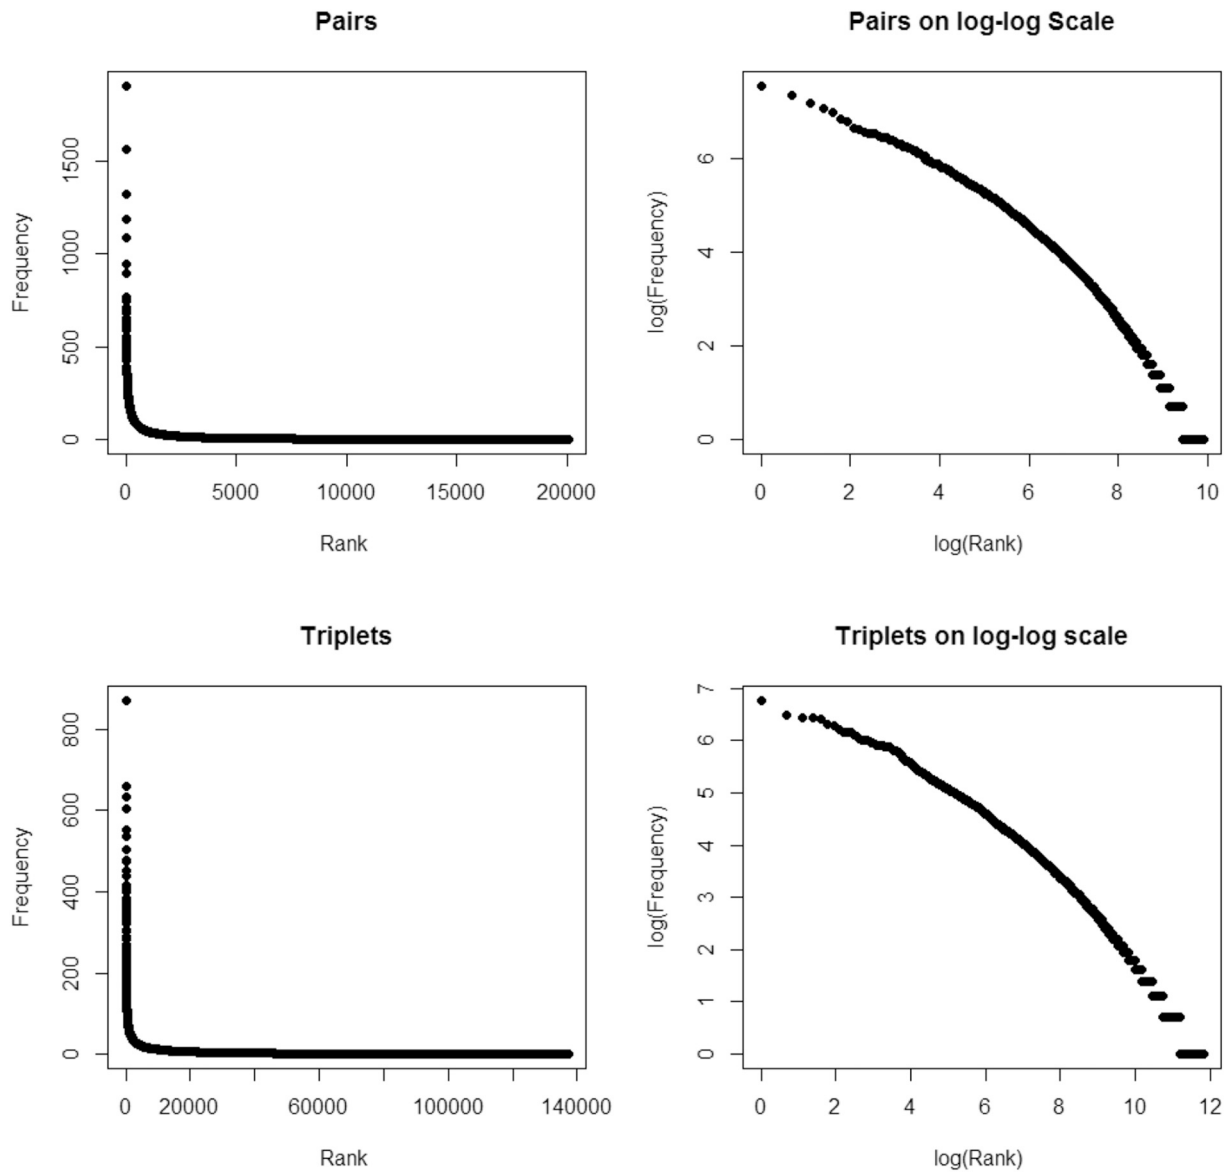 Pairs
Pairs on log-log Scale
Frequency
1500
1000
500
0
0 5000 10000 15000 20000
Rank
log(Frequency)
6
4
2
0
0 2 4 6 8 10
log(Rank)
Triplets
Triplets on log-log scale
Frequency
800
600
400
200
0
0 20000 60000 100000 140000
Rank
log(Frequency)
7
6
5
4
3
2
1
0
0 2 4 6 8 10 12
log(Rank)